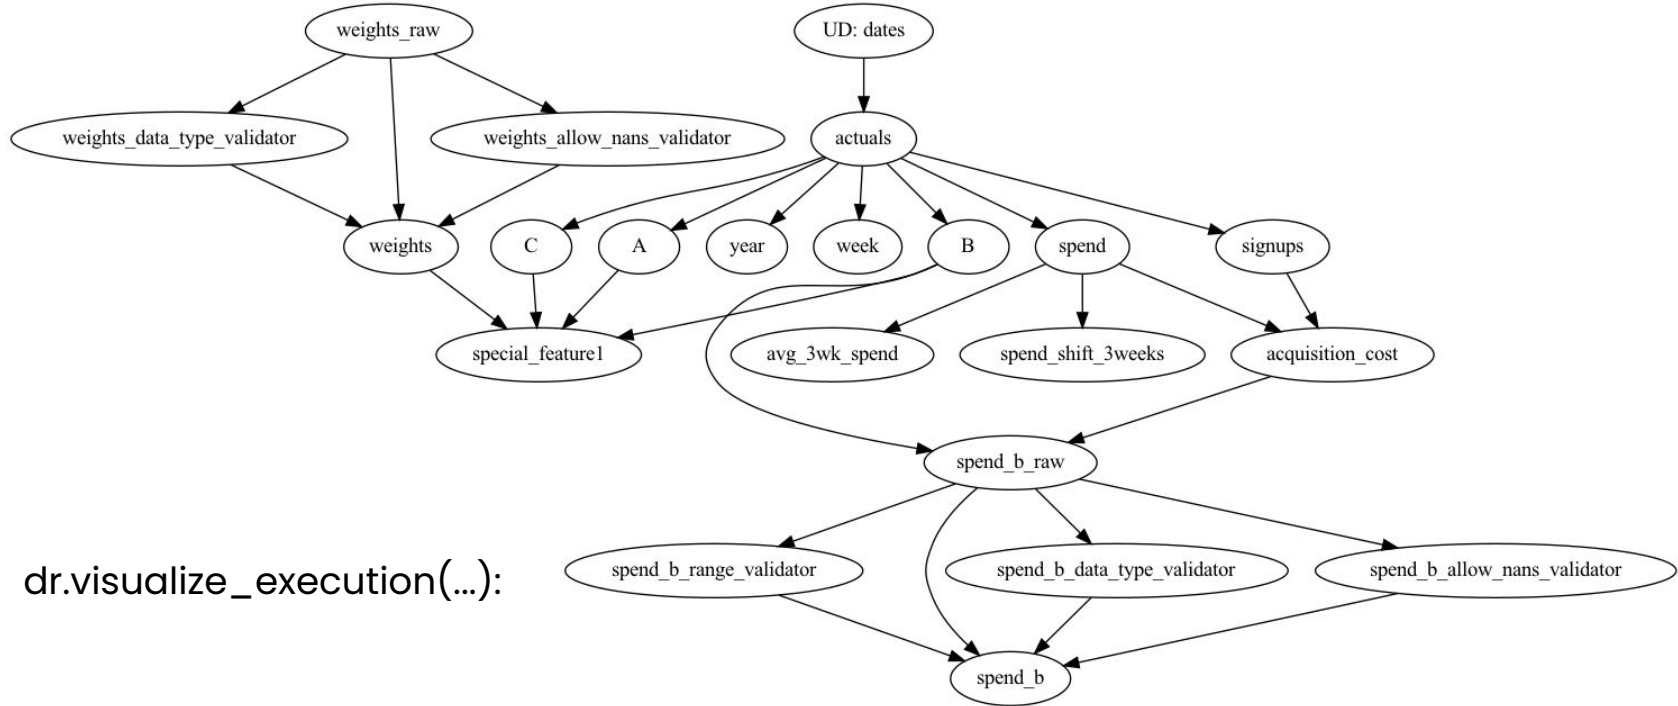 weights_raw
UD: dates
weights_data_type_validator
weights_allow_nans_validator
actuals
weights
C
A
year
week
B
spend
signups
special_feature1
avg_3wk_spend
spend_shift_3weeks
acquisition_cost
spend_b_raw
dr.visualize_execution(...):
spend_b_range_validator
spend_b_data_type_validator
spend_b_allow_nans_validator
spend_b